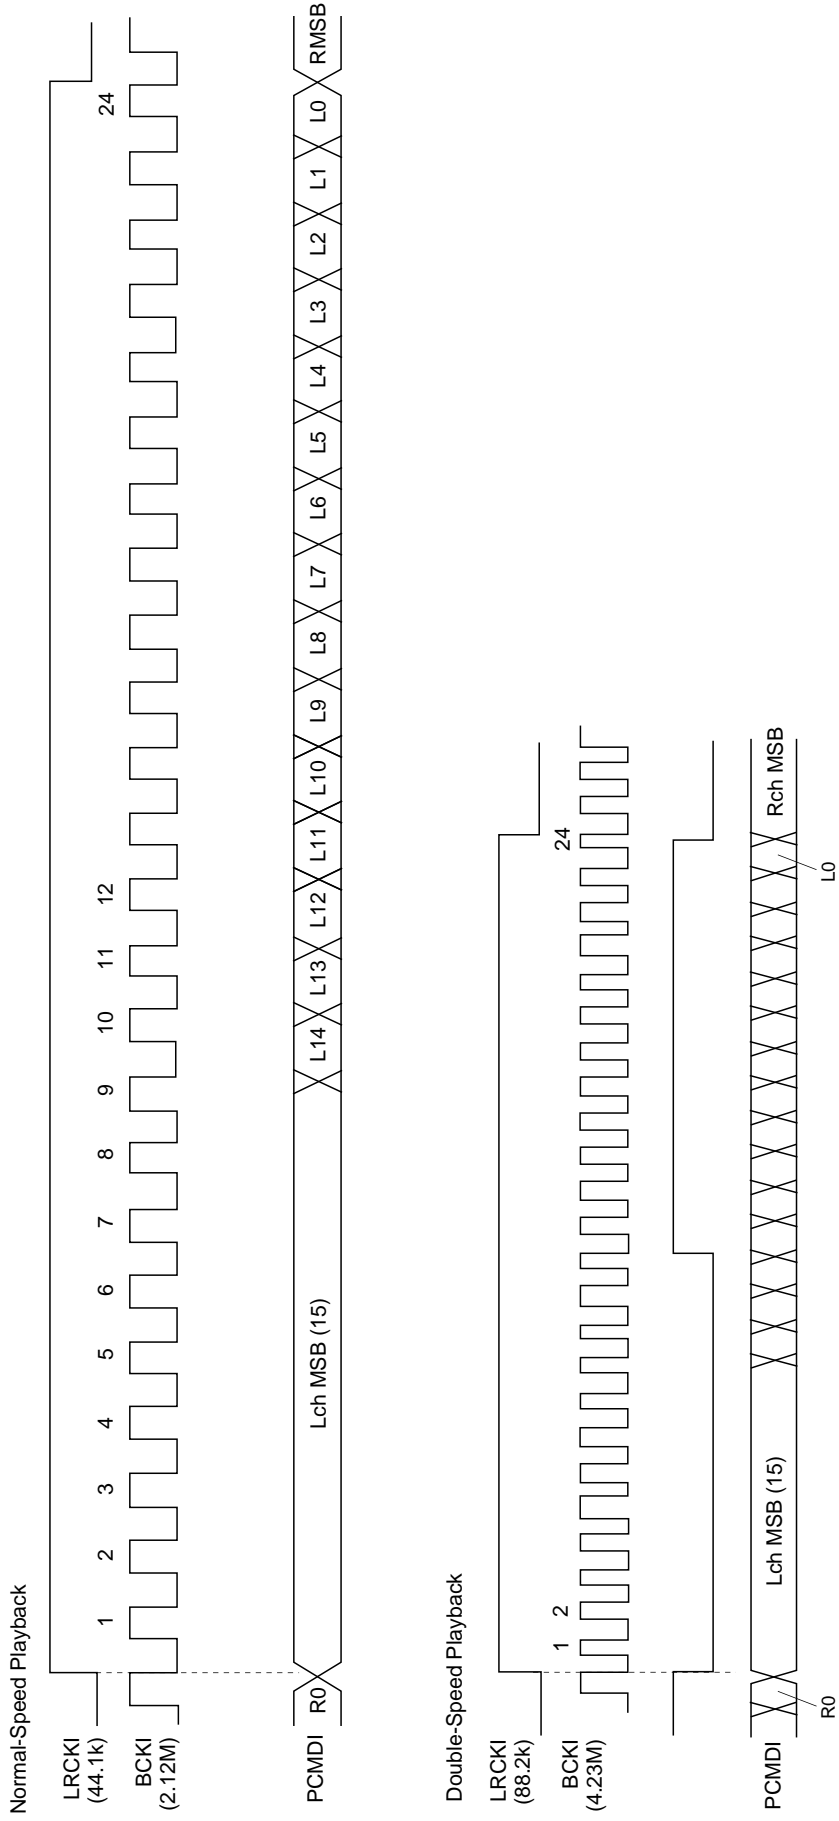 Normal-Speed Playback
LRCKI
(44.1k)
1 2 3 4 5 6 7 8 9 10 11 12 24
BCKI
(2.12M)
PCMDI R0 Lch MSB (15) L14 L13 L12 L11 L10 L9 L8 L7 L6 L5 L4 L3 L2 L1 L0 RMSB
Double-Speed Playback
LRCKI
(88.2k)
1 2 24
BCKI
(4.23M)
PCMDI Lch MSB (15) Rch MSB
R0 L0